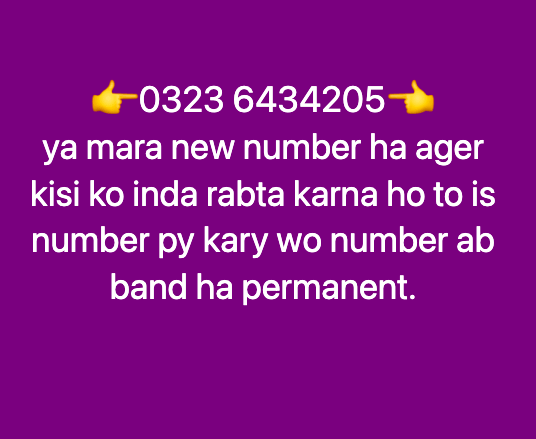 👉0323 6434205👈
ya mara new number ha ager
kisi ko inda rabta karna ho to is
number py kary wo number ab
band ha permanent.